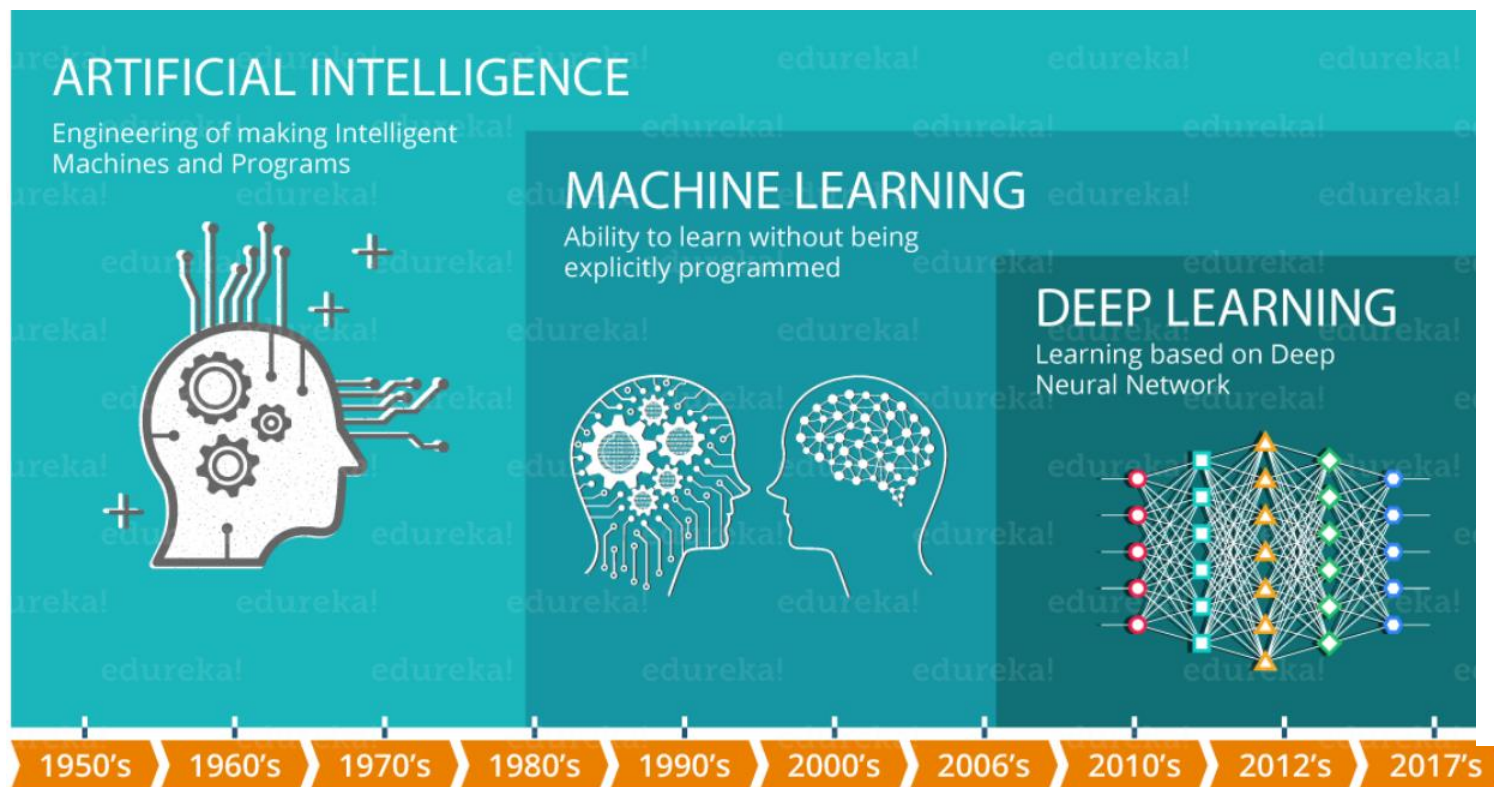 ARTIFICIAL INTELLIGENCE
Engineering of making Intelligent
Machines and Programs
MACHINE LEARNING
Ability to learn without being
explicitly programmed
DEEP LEARNING
Learning based on Deep
Neural Network
1950's
1960's
1970's
1980's
1990's
2000's
2006's
2010's
2012's
2017's
edureka!